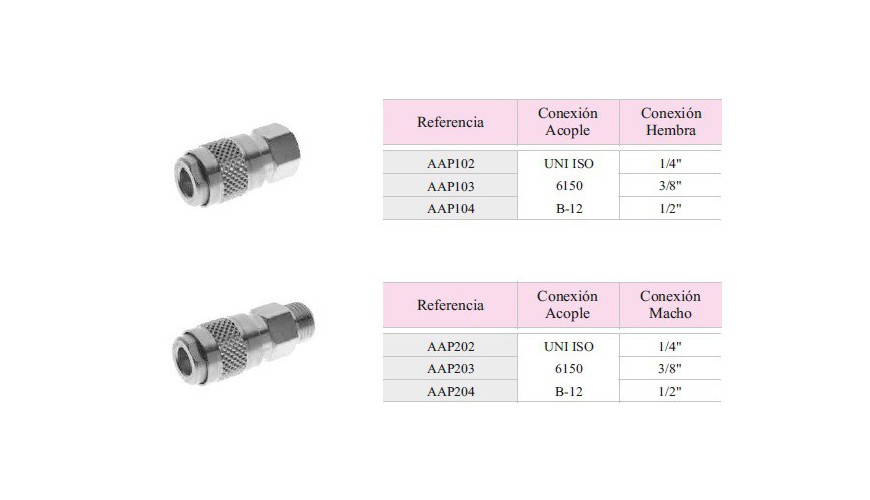 Referencia Conexión Acople Conexión Hembra
AAP102 UNI ISO 1/4"
AAP103 6150 3/8"
AAP104 B-12 1/2"
Referencia Conexión Acople Conexión Macho
AAP202 UNI ISO 1/4"
AAP203 6150 3/8"
AAP204 B-12 1/2"